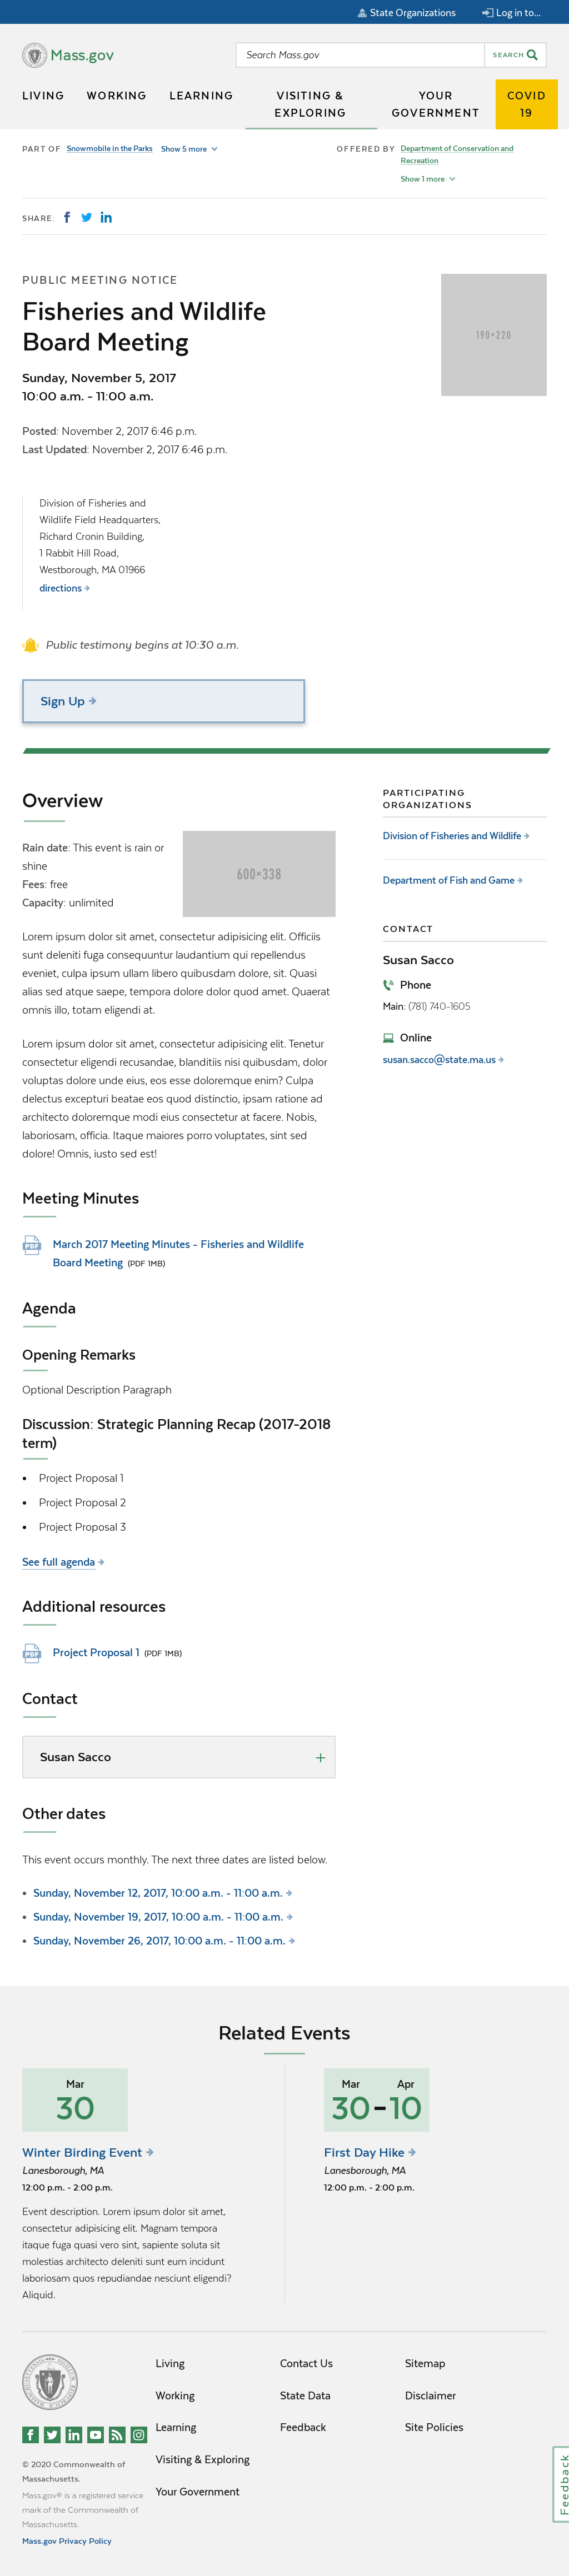 State Organizations
Log in to...
Mass.gov
Search Mass.gov
SEARCH
LIVING
WORKING
LEARNING
VISITING &
EXPLORING
YOUR
GOVERNMENT
COVID
19
PART OF
Snowmobile in the Parks
Show 5 more
OFFERED BY
Department of Conservation and
Recreation
Show 1 more
SHARE:
PUBLIC MEETING NOTICE
Fisheries and Wildlife
Board Meeting
190×220
Sunday, November 5, 2017
10:00 a.m. - 11:00 a.m.
Posted: November 2, 2017 6:46 p.m.
Last Updated: November 2, 2017 6:46 p.m.
Division of Fisheries and
Wildlife Field Headquarters,
Richard Cronin Building,
1 Rabbit Hill Road,
Westborough, MA 01966
directions
Public testimony begins at 10:30 a.m.
Sign Up
Overview
Rain date: This event is rain or
shine
Fees: free
Capacity: unlimited
600×338
Lorem ipsum dolor sit amet, consectetur adipisicing elit. Officiis
sunt deleniti fuga consequuntur laudantium qui repellendus
eveniet, culpa ipsum ullam libero quibusdam dolore, sit. Quasi
alias sed atque saepe, tempora dolore dolor quod amet. Quaerat
omnis illo, totam eligendi at.
Lorem ipsum dolor sit amet, consectetur adipisicing elit. Tenetur
consectetur eligendi recusandae, blanditiis nisi quibusdam, dolor
voluptas dolore unde eius, eos esse doloremque enim? Culpa
delectus excepturi beatae eos quod distinctio, ipsam ratione ad
architecto doloremque modi eius consectetur at facere. Nobis,
laboriosam, officia. Itaque maiores porro voluptates, sint sed
dolore! Omnis, iusto sed est!
Meeting Minutes
PDF
March 2017 Meeting Minutes - Fisheries and Wildlife
Board Meeting (PDF 1MB)
Agenda
Opening Remarks
Optional Description Paragraph
Discussion: Strategic Planning Recap (2017-2018
term)
Project Proposal 1
Project Proposal 2
Project Proposal 3
See full agenda
Additional resources
PDF
Project Proposal 1 (PDF 1MB)
Contact
Susan Sacco
Other dates
This event occurs monthly. The next three dates are listed below.
Sunday, November 12, 2017, 10:00 a.m. - 11:00 a.m.
Sunday, November 19, 2017, 10:00 a.m. - 11:00 a.m.
Sunday, November 26, 2017, 10:00 a.m. - 11:00 a.m.
PARTICIPATING
ORGANIZATIONS
Division of Fisheries and Wildlife
Department of Fish and Game
CONTACT
Susan Sacco
Phone
Main: (781) 740-1605
Online
susan.sacco@state.ma.us
Related Events
Mar
30
Winter Birding Event
Lanesborough, MA
12:00 p.m. - 2:00 p.m.
Event description. Lorem ipsum dolor sit amet,
consectetur adipisicing elit. Magnam tempora
itaque fuga quasi vero sint, sapiente soluta sit
molestias architecto deleniti sunt eum incidunt
laboriosam quos repudiandae nesciunt eligendi?
Aliquid.
Mar Apr
30-10
First Day Hike
Lanesborough, MA
12:00 p.m. - 2:00 p.m.
© 2020 Commonwealth of
Massachusetts.
Mass.gov® is a registered service
mark of the Commonwealth of
Massachusetts.
Mass.gov Privacy Policy
Living
Working
Learning
Visiting & Exploring
Your Government
Contact Us
State Data
Feedback
Sitemap
Disclaimer
Site Policies
Feedback